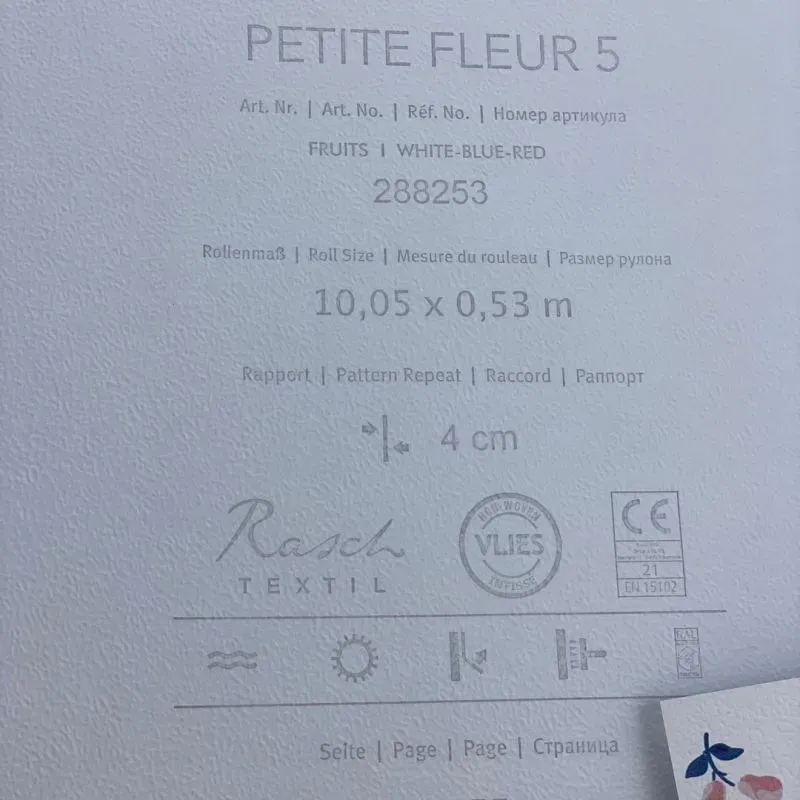 PETITE FLEUR 5
Art. Nr. | Art. No. | Réf. No. | Номер артикула
FRUITS I WHITE-BLUE-RED
288253
Rollenmaß | Roll Size | Mesure du rouleau | Размер рулона
10,05 x 0,53 m
Rapport | Pattern Repeat | Raccord | Раппорт
4 cm
Rasch
TEXTIL
NON WOVEN
VLIES
INTISSÉ
CE
21
EN 15102
RAL
Seite | Page | Page | Страница